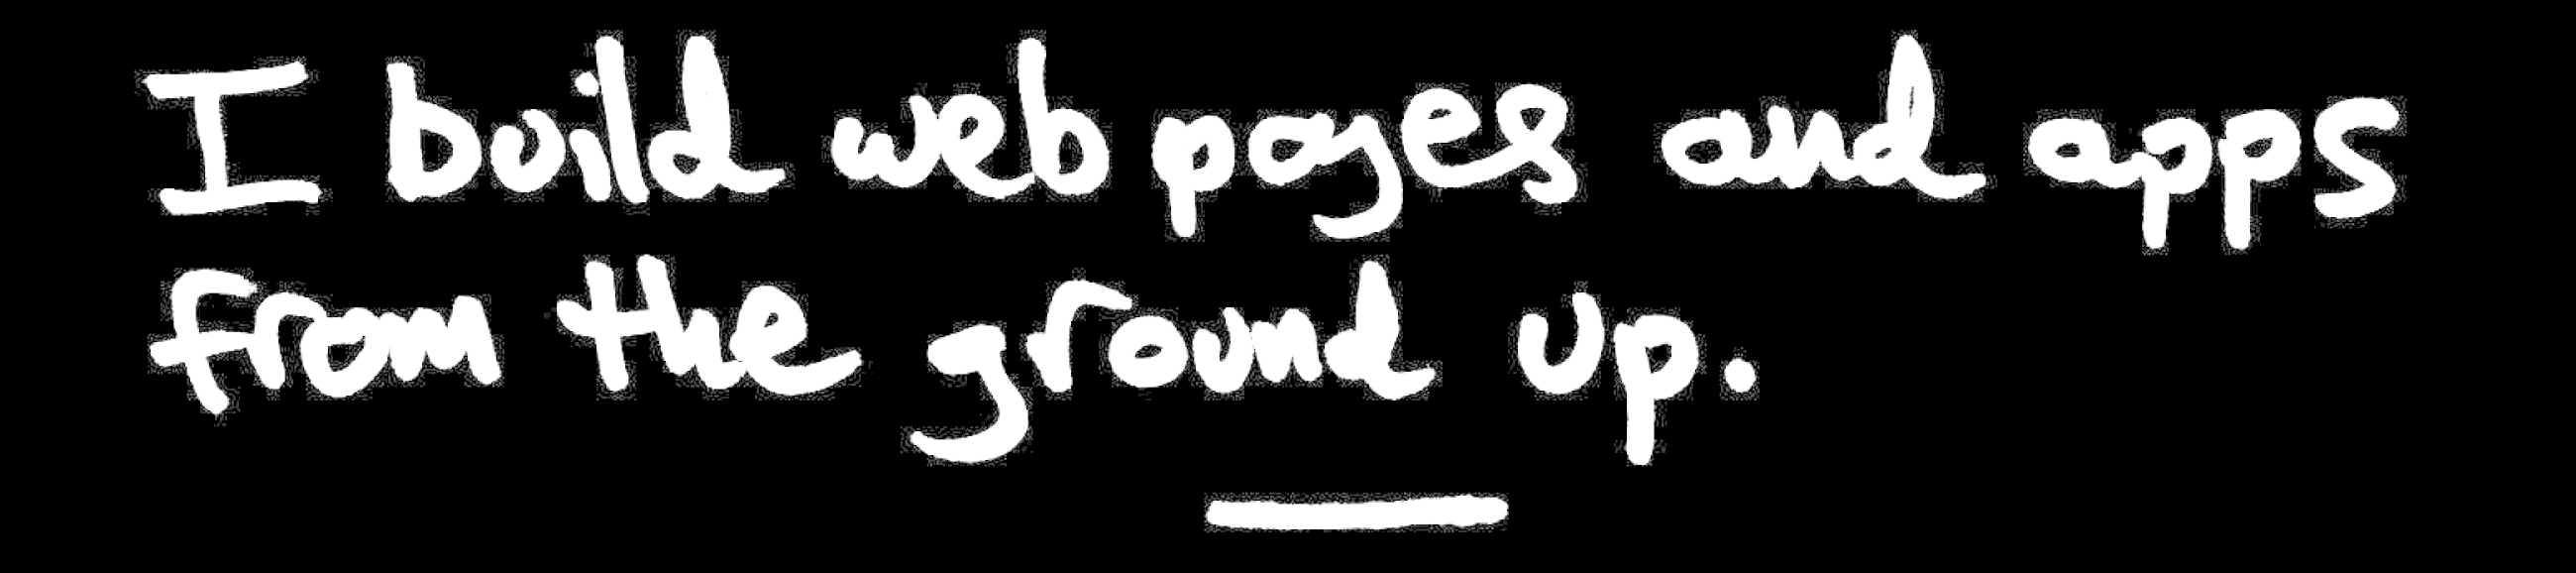 I build web pages and apps
from the ground up.